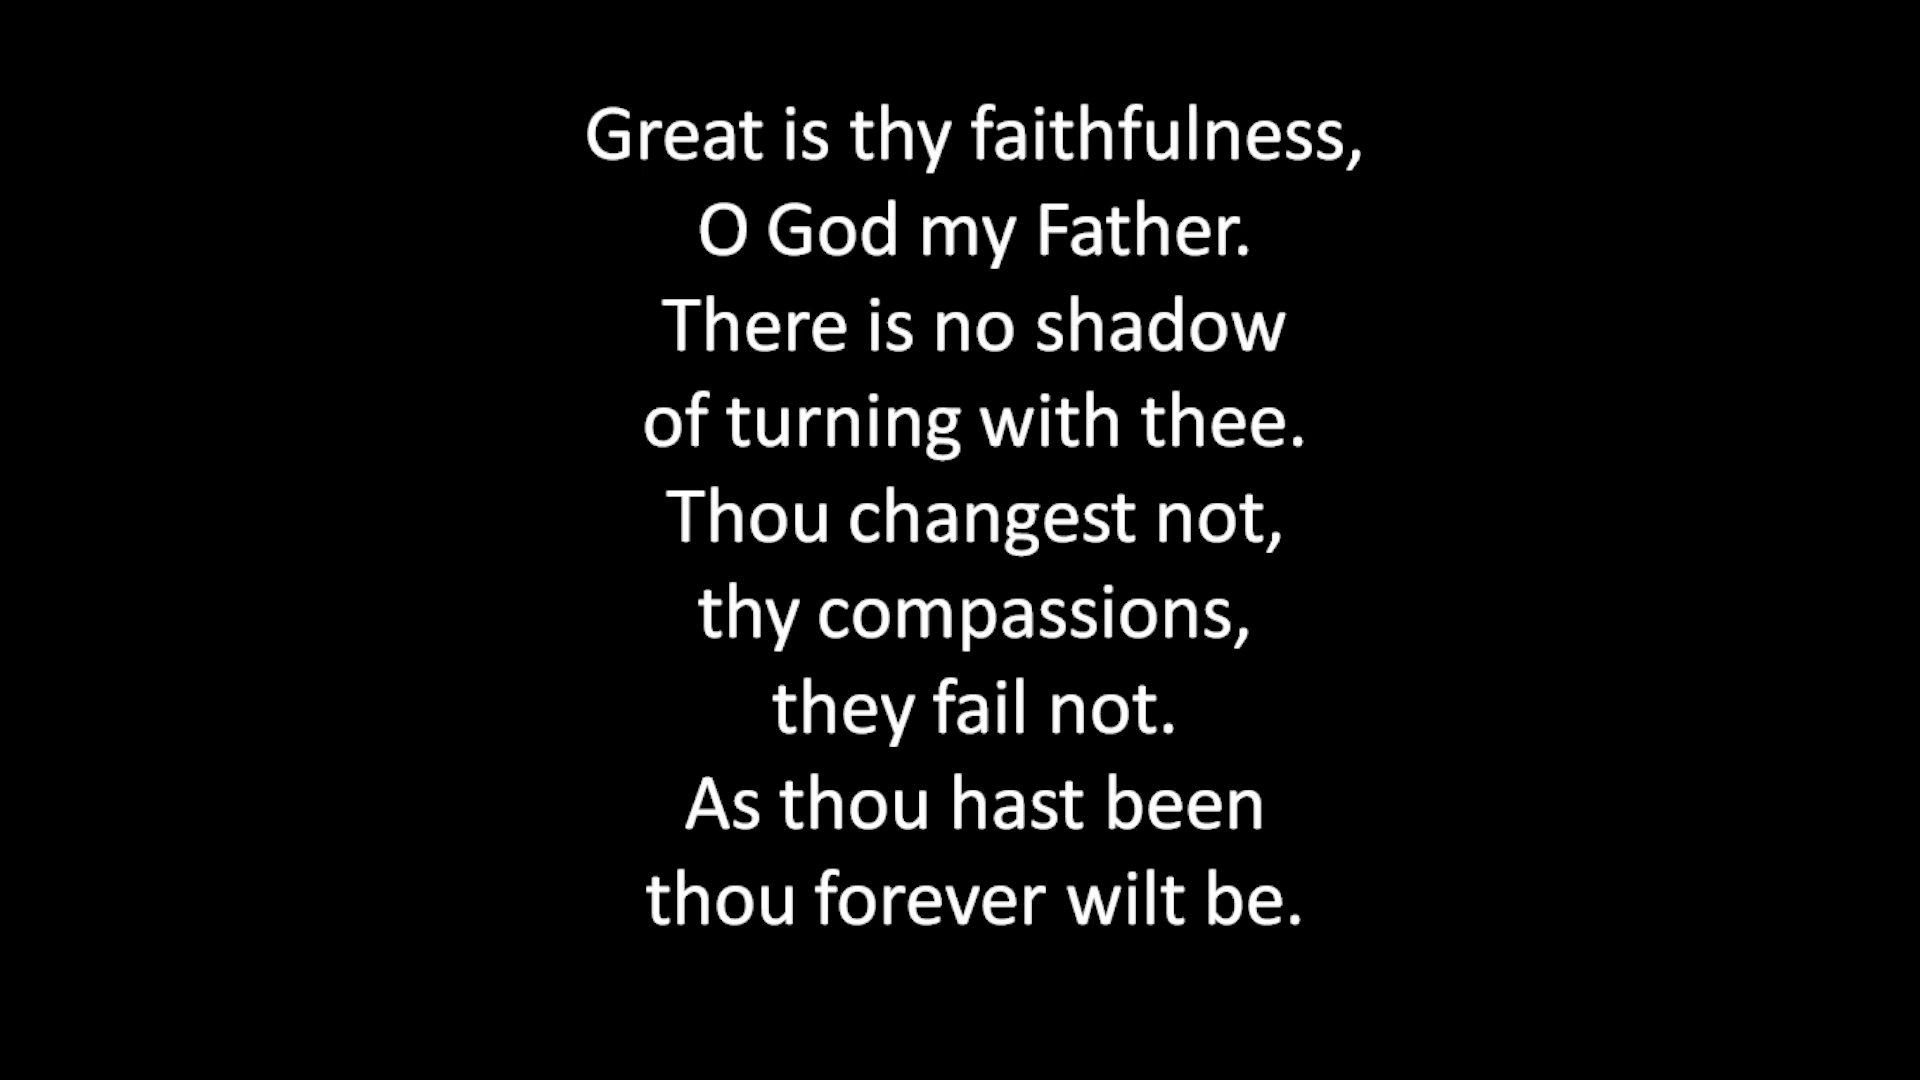 Great is thy faithfulness,
O God my Father.
There is no shadow
of turning with thee.
Thou changest not,
thy compassions,
they fail not.
As thou hast been
thou forever wilt be.